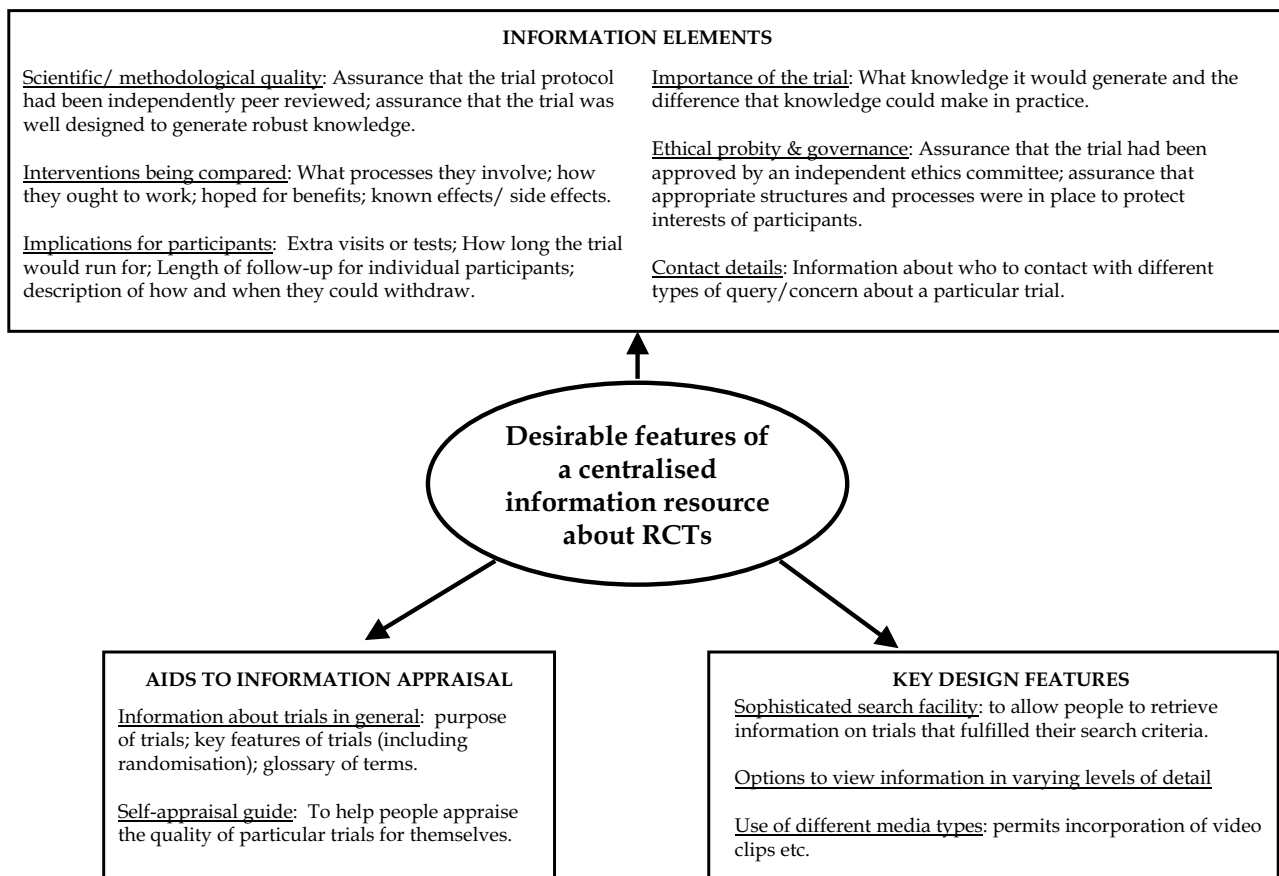 INFORMATION ELEMENTS
Scientific/ methodological quality: Assurance that the trial protocol
had been independently peer reviewed; assurance that the trial was
well designed to generate robust knowledge.
Interventions being compared: What processes they involve; how
they ought to work; hoped for benefits; known effects/ side effects.
Implications for participants: Extra visits or tests; How long the trial
would run for; Length of follow-up for individual participants;
description of how and when they could withdraw.
Importance of the trial: What knowledge it would generate and the
difference that knowledge could make in practice.
Ethical probity & governance: Assurance that the trial had been
approved by an independent ethics committee; assurance that
appropriate structures and processes were in place to protect
interests of participants.
Contact details: Information about who to contact with different
types of query/concern about a particular trial.
Desirable features of
a centralised
information resource
about RCTs
AIDS TO INFORMATION APPRAISAL
Information about trials in general: purpose
of trials; key features of trials (including
randomisation); glossary of terms.
Self-appraisal guide: To help people appraise
the quality of particular trials for themselves.
KEY DESIGN FEATURES
Sophisticated search facility: to allow people to retrieve
information on trials that fulfilled their search criteria.
Options to view information in varying levels of detail
Use of different media types: permits incorporation of video
clips etc.